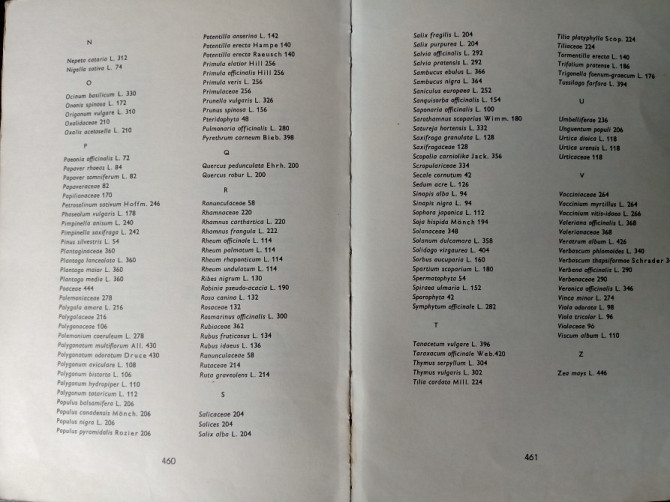 N
Nepeta cataria L. 312
Nigella sativa L. 74
O
Ocinum basilicum L. 330
Ononis spinosa L. 172
Origanum vulgare L. 310
Oxalidaceae 210
Oxalis acetosella L. 210
P
Paeonia officinalis L. 72
Papaver rhoeas L. 84
Papaver somniferum L. 82
Papaveraceae 82
Papilionaceae 170
Petroselinum sativum Hoffm. 246
Phaseolum vulgaris L. 178
Pimpinella anisum L. 240
Pimpinella saxifraga L. 242
Pinus silvestris L. 54
Plantaginaceae 360
Plantago lanceolata L. 360
Plantago maior L. 360
Plantago media L. 360
Poaceae 444
Polemoniaceae 278
Polygala amara L. 216
Polygalaceae 216
Polygonaceae 106
Polemonium caeruleum L. 278
Polygonatum multiflorum All. 430
Polygonatum odoratum Druce 430
Polygonum aviculare L. 108
Polygonum bistorta L. 106
Polygonum hydropiper L. 110
Polygonum tataricum L. 112
Populus balsamifera L. 206
Populus canadensis Mönch. 206
Populus nigra L. 206
Populus pyramidalis Rozier 206
Potentilla anserina L. 142
Potentilla erecta Hampe 140
Potentilla erecta Raeusch 140
Primula elatior Hill 256
Primula officinalis Hill 256
Primula veris L. 256
Primulaceae 256
Prunella vulgaris L. 326
Prunus spinosa L. 156
Pteridophyta 48
Pulmonaria officinalis L. 280
Pyrethrum corneum Bieb. 398
Q
Quercus pedunculata Ehrh. 200
Quercus robur L. 200
R
Ranunculaceae 58
Rhamnaceae 220
Rhamnus carthartica L. 220
Rhamnus frangula L. 222
Rheum officinale L. 114
Rheum palmatum L. 114
Rheum rhaponticum L. 114
Rheum undulatum L. 114
Ribes nigrum L. 130
Robinia pseudo-acacia L. 190
Rosa canina L. 132
Rosaceae 132
Rosmarinus officinalis L. 300
Rubiaceae 362
Rubus fruticosus L. 134
Rubus idaeus L. 136
Ranunculaceae 58
Rutaceae 214
Ruta graveolens L. 214
S
Salicaceae 204
Salices 204
Salix alba L. 204
460
Salix fragilis L. 204
Salix purpurea L. 204
Salvia officinalis L. 292
Salvia pratensis L. 292
Sambucus ebulus L. 366
Sambucus nigra L. 364
Saniculus europaea L. 252
Sanquisorba officinalis L. 154
Saponaria officinalis L. 100
Sarothamnus scoparius Wimm. 180
Satureja hortensis L. 332
Saxifraga granulata L. 128
Saxifragaceae 128
Scopolia carniolike Jack. 356
Scropulariaceae 334
Secale cornutum 42
Sedum acre L. 126
Sinapis alba L. 94
Sinapis nigra L. 94
Sophora japonica L. 112
Soja hispida Mönch 194
Solanaceae 348
Solanum dulcamara L. 358
Solidago virgaurea L. 404
Sorbus aucuparia L. 160
Spartium scoparium L. 180
Spermatophyta 54
Spiraea ulmaria L. 152
Sporophyta 42
Symphytum officinale L. 282
T
Tanacetum vulgare L. 396
Taraxacum officinale Web. 420
Thymus serpyllum L. 304
Thymus vulgaris L. 302
Tilia cordata Mill. 224
Tilia platyphylla Scop. 224
Tiliaceae 224
Tormentilla erecta L. 140
Trifolium pratense L. 186
Trigonella foenum-graecum L. 176
Tussilago farfara L. 394
U
Umbelliferae 236
Unguentum populi 206
Urtica dioica L. 118
Urtica urensis L. 118
Urticaceae 118
V
Vacciniaceae 264
Vaccinium myrtillus L. 264
Vaccinium vitis-idaea L. 266
Valeriana officinalis L. 368
Valerianaceae 368
Veratrum album L. 426
Verbascum phlomoides L. 340
Verbascum thapsiformae Schrader
Verbena officinalis L. 290
Verbenaceae 290
Veronica officinalis L. 346
Vinca minor L. 274
Viola odorata L. 98
Viola tricolor L. 96
Violaceae 96
Viscum album L. 110
Z
Zea mays L. 446
461